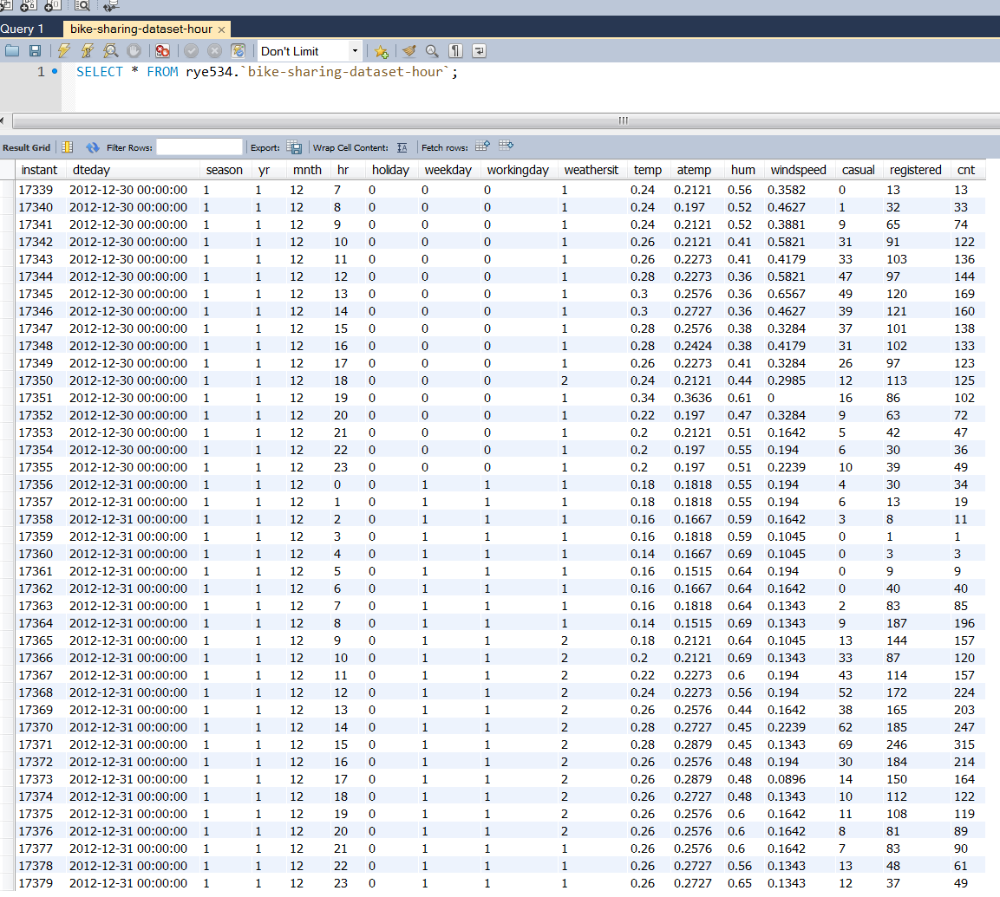 Query 1 bike-sharing-dataset-hour
Don't Limit
1 SELECT * FROM rye534.`bike-sharing-dataset-hour`;
Result Grid Filter Rows: Export: Wrap Cell Content: Fetch rows:
instant dteday season yr mnth hr holiday weekday workingday weathersit temp atemp hum windspeed casual registered cnt
17339 2012-12-30 00:00:00 1 1 12 7 0 0 0 1 0.24 0.2121 0.56 0.3582 0 13 13
17340 2012-12-30 00:00:00 1 1 12 8 0 0 0 1 0.24 0.197 0.52 0.4627 1 32 33
17341 2012-12-30 00:00:00 1 1 12 9 0 0 0 1 0.24 0.2121 0.52 0.3881 9 65 74
17342 2012-12-30 00:00:00 1 1 12 10 0 0 0 1 0.26 0.2121 0.41 0.5821 31 91 122
17343 2012-12-30 00:00:00 1 1 12 11 0 0 0 1 0.26 0.2273 0.41 0.4179 33 103 136
17344 2012-12-30 00:00:00 1 1 12 12 0 0 0 1 0.28 0.2273 0.36 0.5821 47 97 144
17345 2012-12-30 00:00:00 1 1 12 13 0 0 0 1 0.3 0.2576 0.36 0.6567 49 120 169
17346 2012-12-30 00:00:00 1 1 12 14 0 0 0 1 0.3 0.2727 0.36 0.4627 39 121 160
17347 2012-12-30 00:00:00 1 1 12 15 0 0 0 1 0.28 0.2576 0.38 0.3284 37 101 138
17348 2012-12-30 00:00:00 1 1 12 16 0 0 0 1 0.28 0.2424 0.38 0.4179 31 102 133
17349 2012-12-30 00:00:00 1 1 12 17 0 0 0 1 0.26 0.2273 0.41 0.3284 26 97 123
17350 2012-12-30 00:00:00 1 1 12 18 0 0 0 2 0.24 0.2121 0.44 0.2985 12 113 125
17351 2012-12-30 00:00:00 1 1 12 19 0 0 0 1 0.34 0.3636 0.61 0 16 86 102
17352 2012-12-30 00:00:00 1 1 12 20 0 0 0 1 0.22 0.197 0.47 0.3284 9 63 72
17353 2012-12-30 00:00:00 1 1 12 21 0 0 0 1 0.2 0.2121 0.51 0.1642 5 42 47
17354 2012-12-30 00:00:00 1 1 12 22 0 0 0 1 0.2 0.197 0.55 0.194 6 30 36
17355 2012-12-30 00:00:00 1 1 12 23 0 0 0 1 0.2 0.197 0.51 0.2239 10 39 49
17356 2012-12-31 00:00:00 1 1 12 0 0 1 1 1 0.18 0.1818 0.55 0.194 4 30 34
17357 2012-12-31 00:00:00 1 1 12 1 0 1 1 1 0.18 0.1818 0.55 0.194 6 13 19
17358 2012-12-31 00:00:00 1 1 12 2 0 1 1 1 0.16 0.1667 0.59 0.1642 3 8 11
17359 2012-12-31 00:00:00 1 1 12 3 0 1 1 1 0.16 0.1818 0.59 0.1045 0 1 1
17360 2012-12-31 00:00:00 1 1 12 4 0 1 1 1 0.14 0.1667 0.69 0.1045 0 3 3
17361 2012-12-31 00:00:00 1 1 12 5 0 1 1 1 0.16 0.1515 0.64 0.194 0 9 9
17362 2012-12-31 00:00:00 1 1 12 6 0 1 1 1 0.16 0.1667 0.64 0.1642 0 40 40
17363 2012-12-31 00:00:00 1 1 12 7 0 1 1 1 0.16 0.1818 0.64 0.1343 2 83 85
17364 2012-12-31 00:00:00 1 1 12 8 0 1 1 1 0.14 0.1515 0.69 0.1343 9 187 196
17365 2012-12-31 00:00:00 1 1 12 9 0 1 1 2 0.18 0.2121 0.64 0.1045 13 144 157
17366 2012-12-31 00:00:00 1 1 12 10 0 1 1 2 0.2 0.2121 0.69 0.1343 33 87 120
17367 2012-12-31 00:00:00 1 1 12 11 0 1 1 2 0.22 0.2273 0.6 0.194 43 114 157
17368 2012-12-31 00:00:00 1 1 12 12 0 1 1 2 0.24 0.2273 0.56 0.194 52 172 224
17369 2012-12-31 00:00:00 1 1 12 13 0 1 1 2 0.26 0.2576 0.44 0.1642 38 165 203
17370 2012-12-31 00:00:00 1 1 12 14 0 1 1 2 0.28 0.2727 0.45 0.2239 62 185 247
17371 2012-12-31 00:00:00 1 1 12 15 0 1 1 2 0.28 0.2879 0.45 0.1343 69 246 315
17372 2012-12-31 00:00:00 1 1 12 16 0 1 1 2 0.26 0.2576 0.48 0.194 30 184 214
17373 2012-12-31 00:00:00 1 1 12 17 0 1 1 2 0.26 0.2879 0.48 0.0896 14 150 164
17374 2012-12-31 00:00:00 1 1 12 18 0 1 1 2 0.26 0.2727 0.48 0.1343 10 112 122
17375 2012-12-31 00:00:00 1 1 12 19 0 1 1 2 0.26 0.2576 0.6 0.1642 11 108 119
17376 2012-12-31 00:00:00 1 1 12 20 0 1 1 2 0.26 0.2576 0.6 0.1642 8 81 89
17377 2012-12-31 00:00:00 1 1 12 21 0 1 1 1 0.26 0.2576 0.6 0.1642 7 83 90
17378 2012-12-31 00:00:00 1 1 12 22 0 1 1 1 0.26 0.2727 0.56 0.1343 13 48 61
17379 2012-12-31 00:00:00 1 1 12 23 0 1 1 1 0.26 0.2727 0.65 0.1343 12 37 49